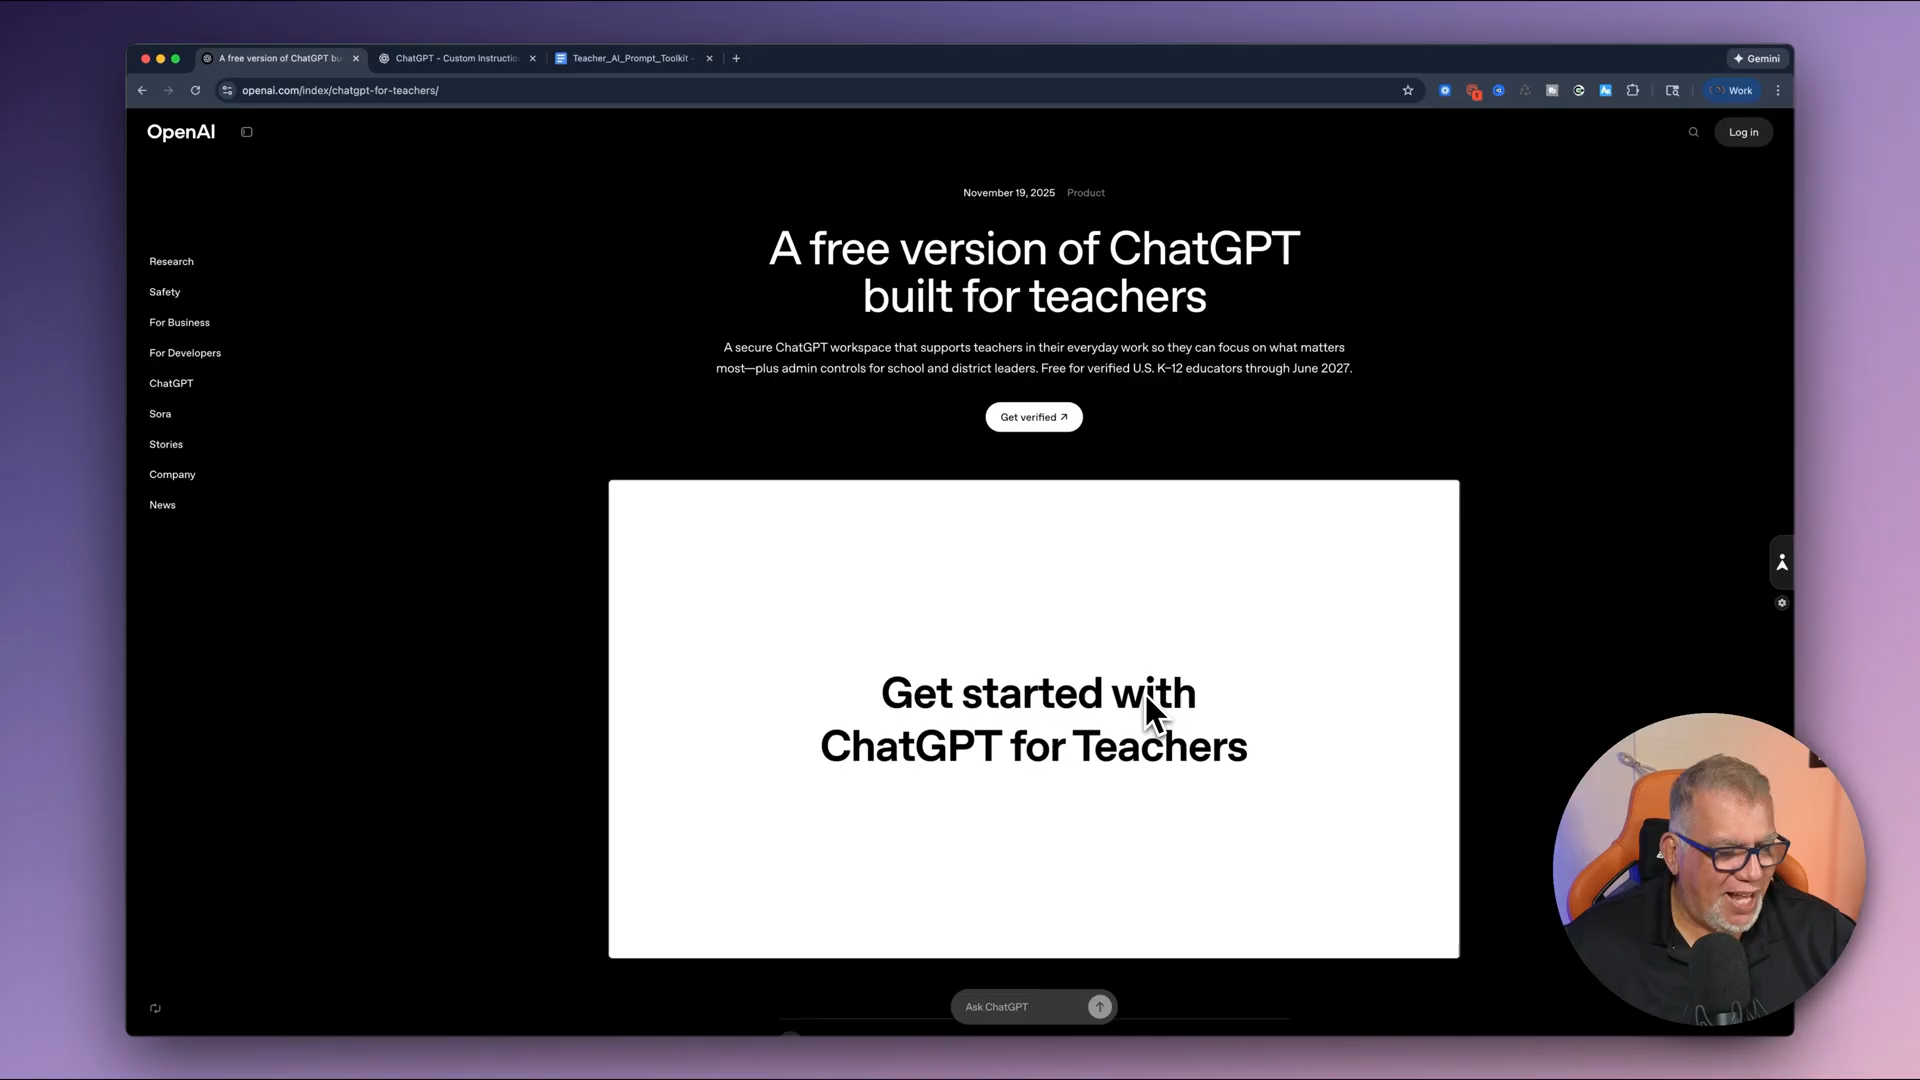 A free version of ChatGPT bu
ChatGPT - Custom Instructio
Teacher_AI_Prompt_Toolkit -
Gemini
openai.com/index/chatgpt-for-teachers/
Work
OpenAI
Log in
November 19, 2025 Product
A free version of ChatGPT
built for teachers
A secure ChatGPT workspace that supports teachers in their everyday work so they can focus on what matters
most—plus admin controls for school and district leaders. Free for verified U.S. K–12 educators through June 2027.
Get verified ↗
Research
Safety
For Business
For Developers
ChatGPT
Sora
Stories
Company
News
Get started with
ChatGPT for Teachers
Ask ChatGPT